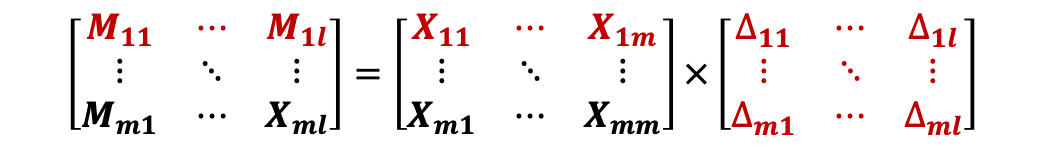 M₁₁ ⋯ M₁ₗ X₁₁ ⋯ X₁ₘ Δ₁₁ ⋯ Δ₁ₗ
⋮ ⋱ ⋮ = ⋮ ⋱ ⋮ × ⋮ ⋱ ⋮
Mₘ₁ ⋯ Xₘₗ Xₘ₁ ⋯ Xₘₘ Δₘ₁ ⋯ Δₘₗ